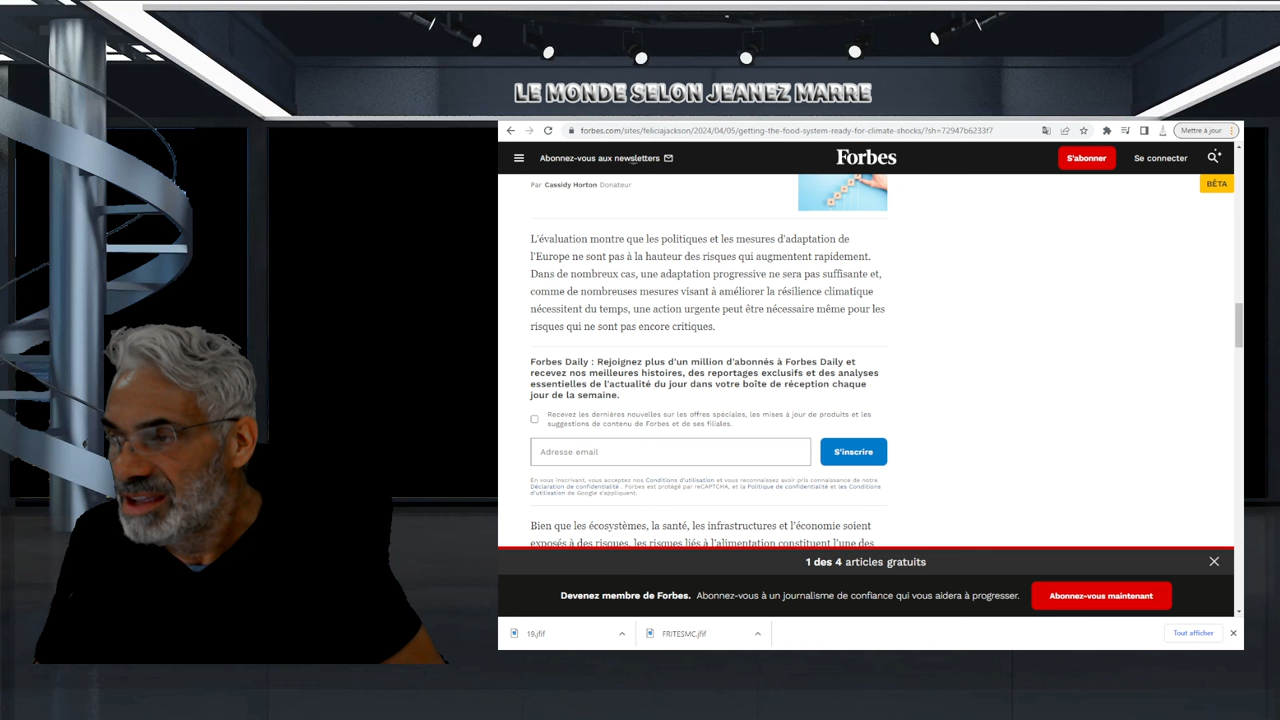 LE MONDE SELON JEANEZ MARRE
forbes.com/sites/feliciajackson/2024/04/05/getting-the-food-system-ready-for-climate-shocks/?sh=72947b6233f7
Mettre à jour
Abonnez-vous aux newsletters
Forbes
S'abonner
Se connecter
BÊTA
Par Cassidy Horton Donateur
L'évaluation montre que les politiques et les mesures d'adaptation de
l'Europe ne sont pas à la hauteur des risques qui augmentent rapidement.
Dans de nombreux cas, une adaptation progressive ne sera pas suffisante et,
comme de nombreuses mesures visant à améliorer la résilience climatique
nécessitent du temps, une action urgente peut être nécessaire même pour les
risques qui ne sont pas encore critiques.
Forbes Daily : Rejoignez plus d'un million d'abonnés à Forbes Daily et
recevez nos meilleures histoires, des reportages exclusifs et des analyses
essentielles de l'actualité du jour dans votre boîte de réception chaque
jour de la semaine.
Recevez les dernières nouvelles sur les offres spéciales, les mises à jour de produits et les
suggestions de contenu de Forbes et de ses filiales.
Adresse email
S'inscrire
En vous inscrivant, vous acceptez nos Conditions d'utilisation et vous reconnaissez avoir pris connaissance de notre
Déclaration de confidentialité . Forbes est protégé par reCAPTCHA, et la Politique de confidentialité et les Conditions
d'utilisation de Google s'appliquent.
Bien que les écosystèmes, la santé, les infrastructures et l'économie soient
exposés à des risques, les risques liés à l'alimentation constituent l'une des
1 des 4 articles gratuits
Devenez membre de Forbes. Abonnez-vous à un journalisme de confiance qui vous aidera à progresser.
Abonnez-vous maintenant
19.jfif
FRITESMC.jfif
Tout afficher